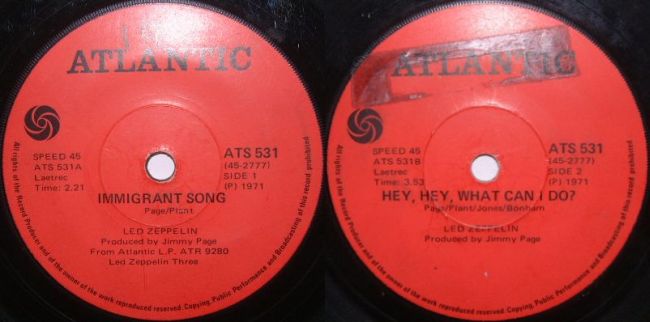 ATLANTIC
SPEED 45
ATS 531A
Laetrec
Time: 2.21
ATS 531
(45-2777)
SIDE 1
(P) 1971
IMMIGRANT SONG
Page/Plant
LED ZEPPELIN
Produced by Jimmy Page
From Atlantic L.P. ATR 9280
Led Zeppelin Three
All rights of the Record Producer and of the owner of the work reproduced reserved. Copying, Public Performance and Broadcasting of this record prohibited
ATLANTIC
SPEED 45
ATS 531B
Laetrec
Time: 3.53
ATS 531
(45-2777)
SIDE 2
(P) 1971
HEY, HEY, WHAT CAN I DO?
Page/Plant/Jones/Bonham
LED ZEPPELIN
Produced by Jimmy Page
All rights of the Record Producer and of the owner of the work reproduced reserved. Copying, Public Performance and Broadcasting of this record prohibited